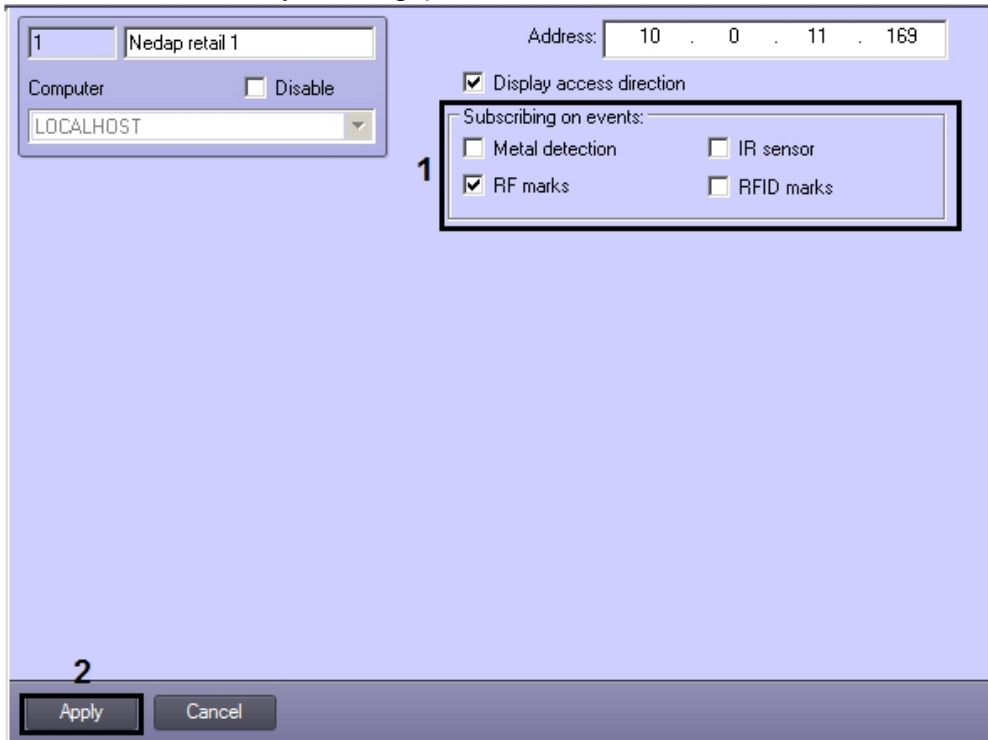 1 Nedap retail 1
Computer Disable
LOCALHOST
Address: 10 . 0 . 11 . 169
Display access direction
Subscribing on events:
Metal detection IR sensor
RF marks RFID marks
1
2
Apply Cancel